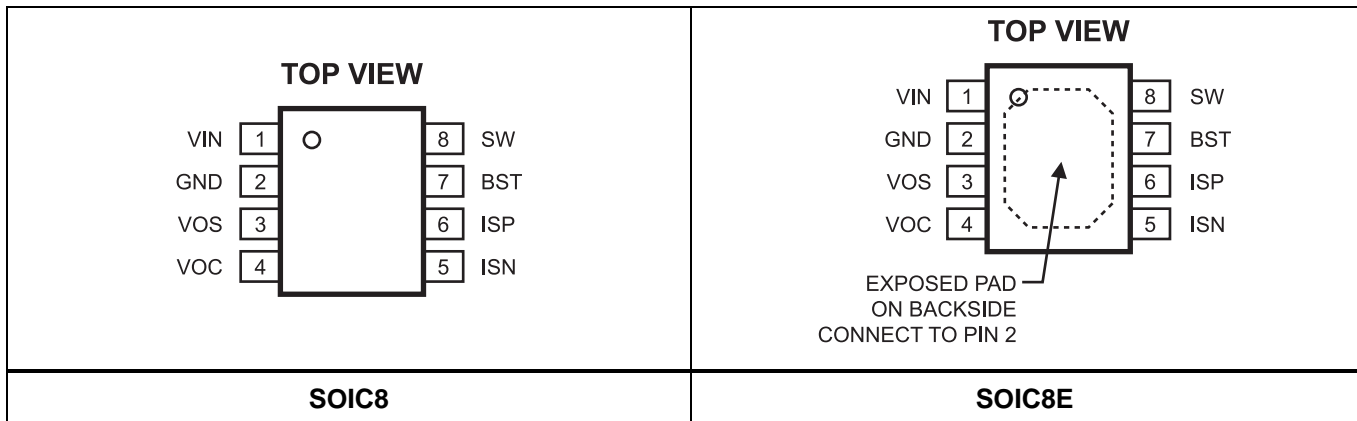 TOP VIEW
VIN 1 8 SW
GND 2 7 BST
VOS 3 6 ISP
VOC 4 5 ISN
SOIC8
TOP VIEW
VIN 1 8 SW
GND 2 7 BST
VOS 3 6 ISP
VOC 4 5 ISN
EXPOSED PAD
ON BACKSIDE
CONNECT TO PIN 2
SOIC8E